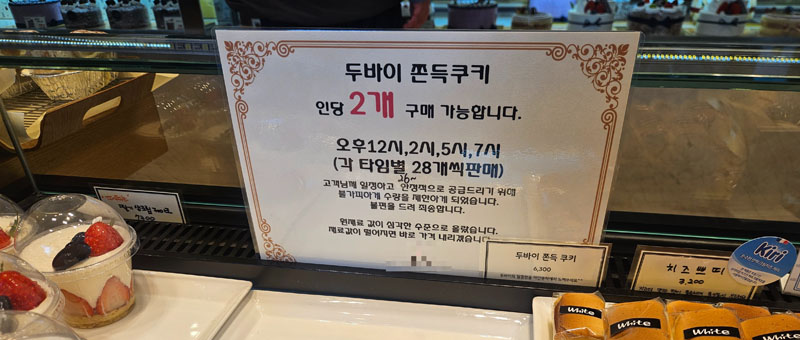 두바이 쫀득쿠키
인당 2개 구매 가능합니다.
오후12시,2시,5시,7시
(각 타임별 28개씩판매)
26~
고객님께 일정하고 안정적으로 공급드리기 위해
불가피하게 수량을 제한하게 되었습니다.
불편을 드려 죄송합니다.
원재료 값이 심각한 수준으로 올랐습니다.
재료값이 떨어지면 바로 가격 내리겠습니다.
두바이 쫀득 쿠키
6,300
치즈쁘띠
3,200
Kiri
7,200
White
White
White
White